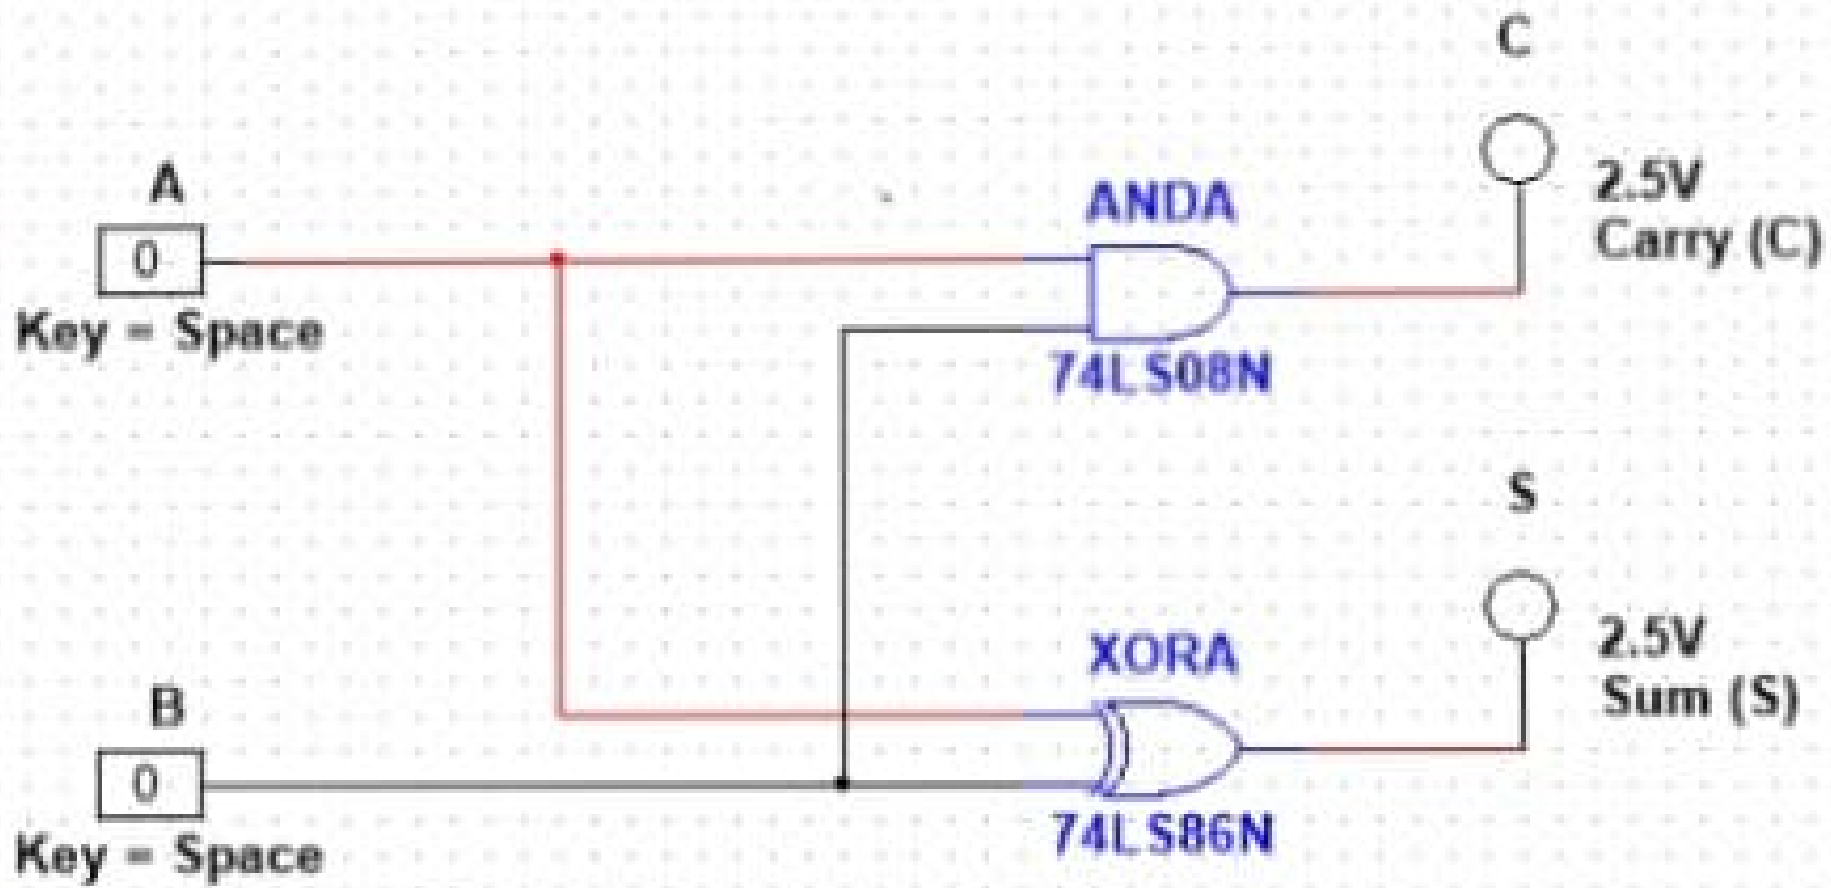 C
A
ANDA
2.5V
Carry (C)
0
Key = Space
74LS08N
S
XORA
2.5V
Sum (S)
B
0
74LS86N
Key = Space